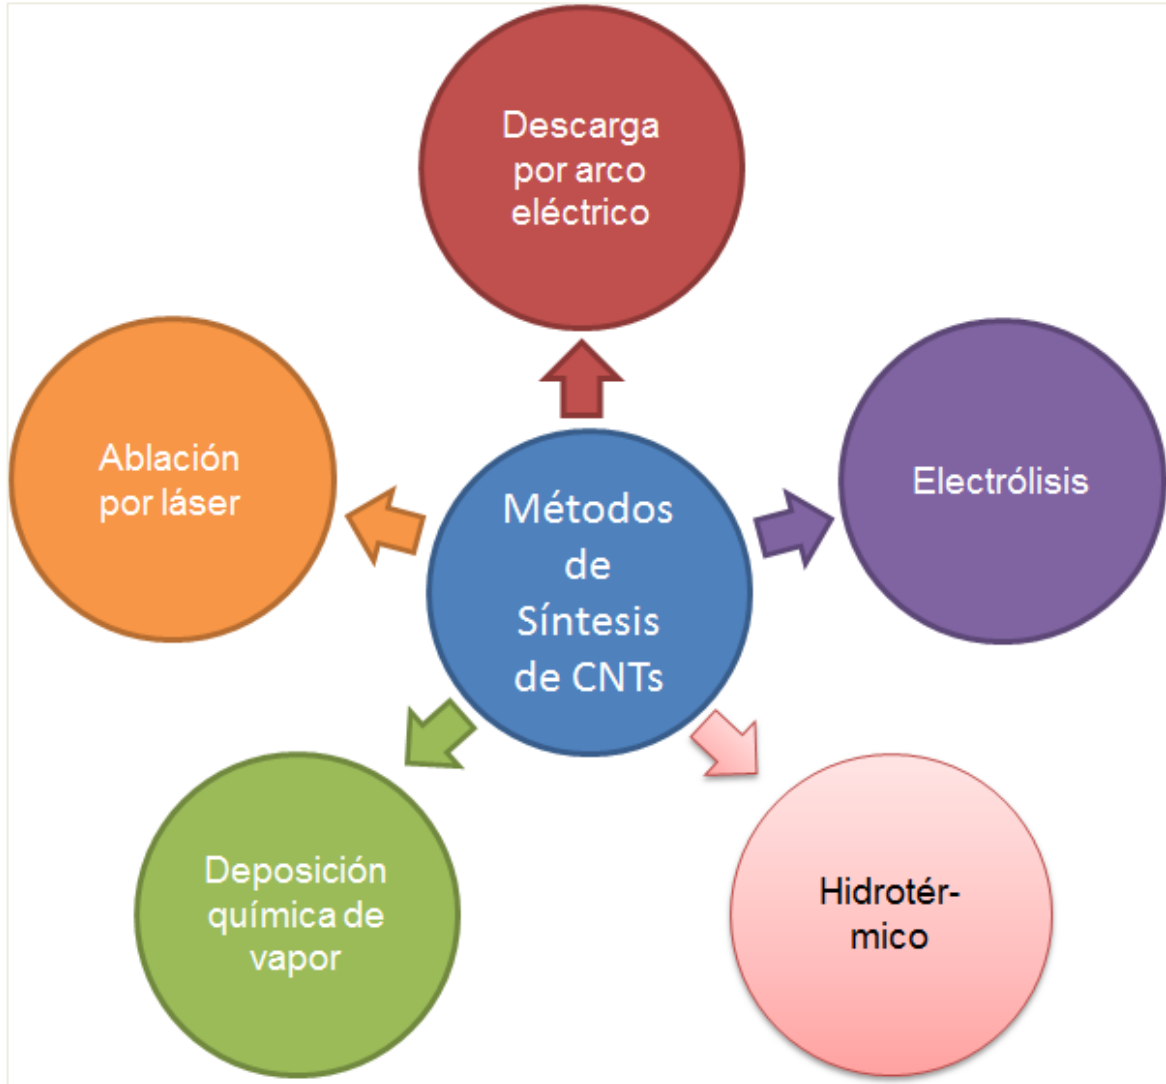 Descarga
por arco
eléctrico
Ablación
por láser
Electrólisis
Métodos
de
Síntesis
de CNTs
Deposición
química de
vapor
Hidrotér-
mico